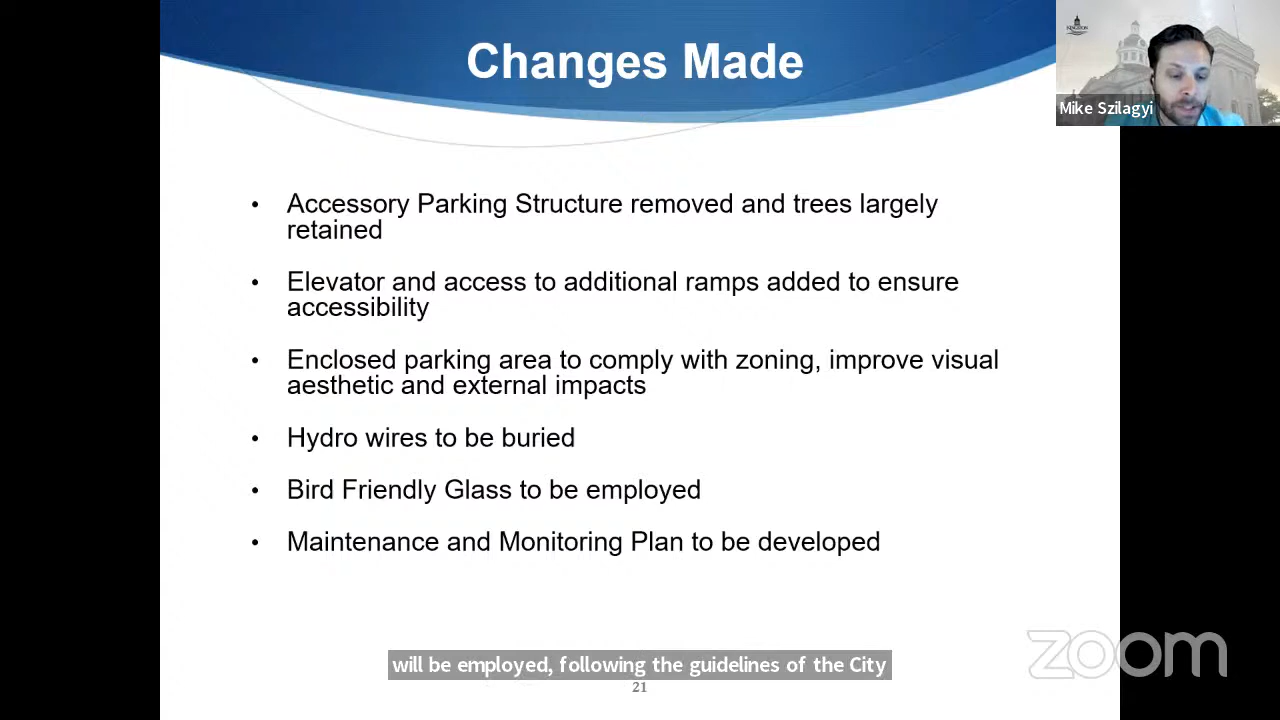 Changes Made
KINGSTON
Mike Szilagyi
• Accessory Parking Structure removed and trees largely
retained
• Elevator and access to additional ramps added to ensure
accessibility
• Enclosed parking area to comply with zoning, improve visual
aesthetic and external impacts
• Hydro wires to be buried
• Bird Friendly Glass to be employed
• Maintenance and Monitoring Plan to be developed
zoom
will be employed, following the guidelines of the City
21